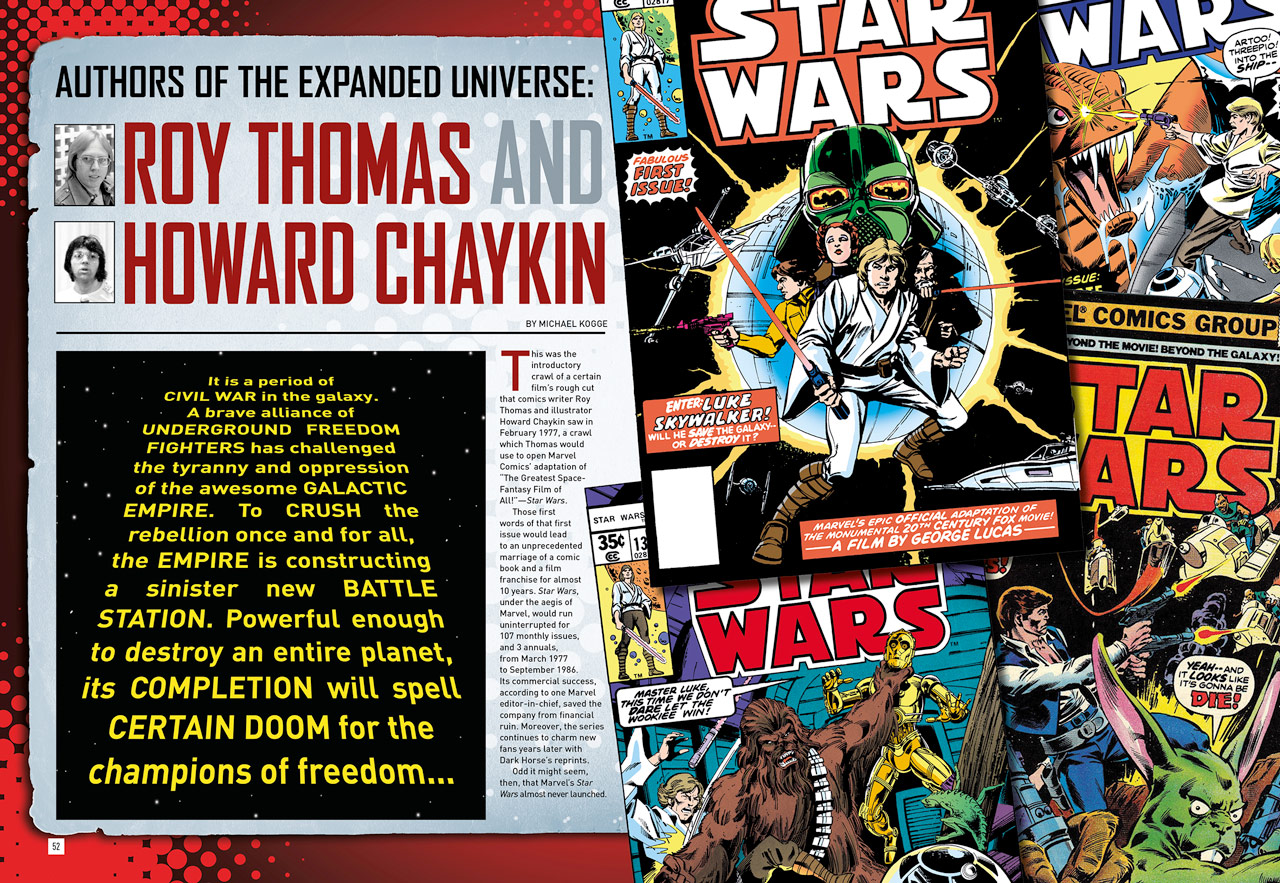 AUTHORS OF THE EXPANDED UNIVERSE:
ROY THOMAS AND
HOWARD CHAYKIN
BY MICHAEL KOGGE
It is a period of
CIVIL WAR in the galaxy.
A brave alliance of
UNDERGROUND FREEDOM
FIGHTERS has challenged
the tyranny and oppression
of the awesome GALACTIC
EMPIRE. To CRUSH the
rebellion once and for all,
the EMPIRE is constructing
a sinister new BATTLE
STATION. Powerful enough
to destroy an entire planet,
its COMPLETION will spell
CERTAIN DOOM for the
champions of freedom...
This was the
introductory
crawl of a certain
film's rough cut
that comics writer Roy
Thomas and illustrator
Howard Chaykin saw in
February 1977, a crawl
which Thomas would
use to open Marvel
Comics' adaptation of
"The Greatest Space-
Fantasy Film of
All!"—Star Wars.
Those first
words of that first
issue would lead
to an unprecedented
marriage of a comic
book and a film
franchise for almost
10 years. Star Wars,
under the aegis of
Marvel, would run
uninterrupted for
107 monthly issues,
and 3 annuals,
from March 1977
to September 1986.
Its commercial success,
according to one Marvel
editor-in-chief, saved the
company from financial
ruin. Moreover, the series
continues to charm new
fans years later with
Dark Horse's reprints.
Odd it might seem,
then, that Marvel's Star
Wars almost never launched.
52
CC
02817
TM
STAR
WARS
FABULOUS
FIRST
ISSUE!
ENTER: LUKE
SKYWALKER!
WILL HE SAVE THE GALAXY--
OR DESTROY IT?
MARVEL'S EPIC OFFICIAL ADAPTATION OF
THE MONUMENTAL 20TH CENTURY FOX MOVIE!
A FILM BY GEORGE LUCAS
WARS
ARTOO!
THREEPIO!
INTO THE
SHIP--
SSUE:
EL® COMICS GROUP
YOND THE MOVIE! BEYOND THE GALAXY!
TAR
ARS
YEAH--AND
IT LOOKS LIKE
IT'S GONNA BE
DIE!
STAR WARS
35¢
13
CC
028
TM
STAR
WARS
MASTER LUKE,
THIS TIME WE DON'T
DARE LET THE
WOOKIEE WIN!